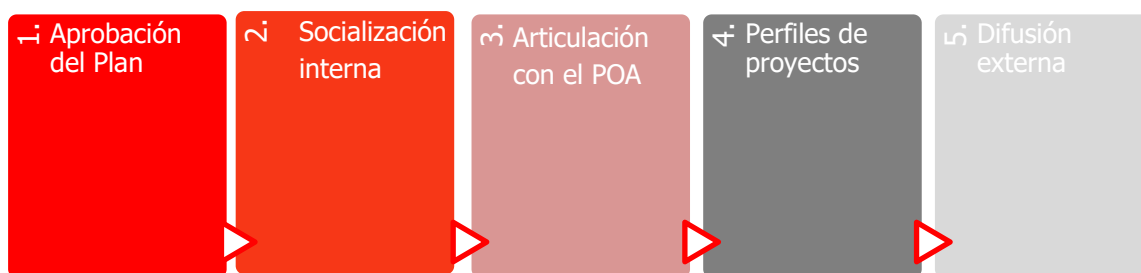 1. Aprobación
del Plan
2. Socialización
interna
3. Articulación
con el POA
4. Perfiles de
proyectos
5. Difusión
externa